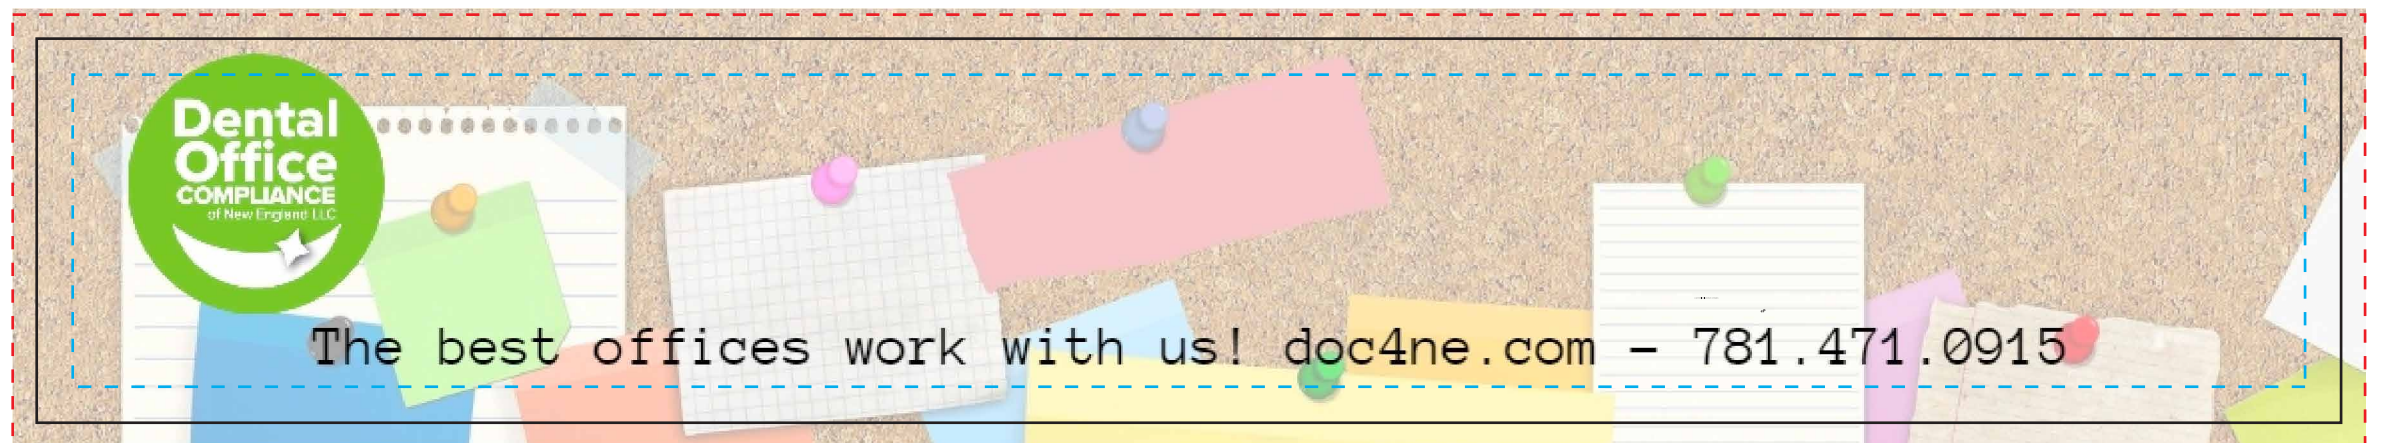 Dental
Office
COMPLIANCE
of New England LLC
The best offices work with us! doc4ne.com - 781.471.0915